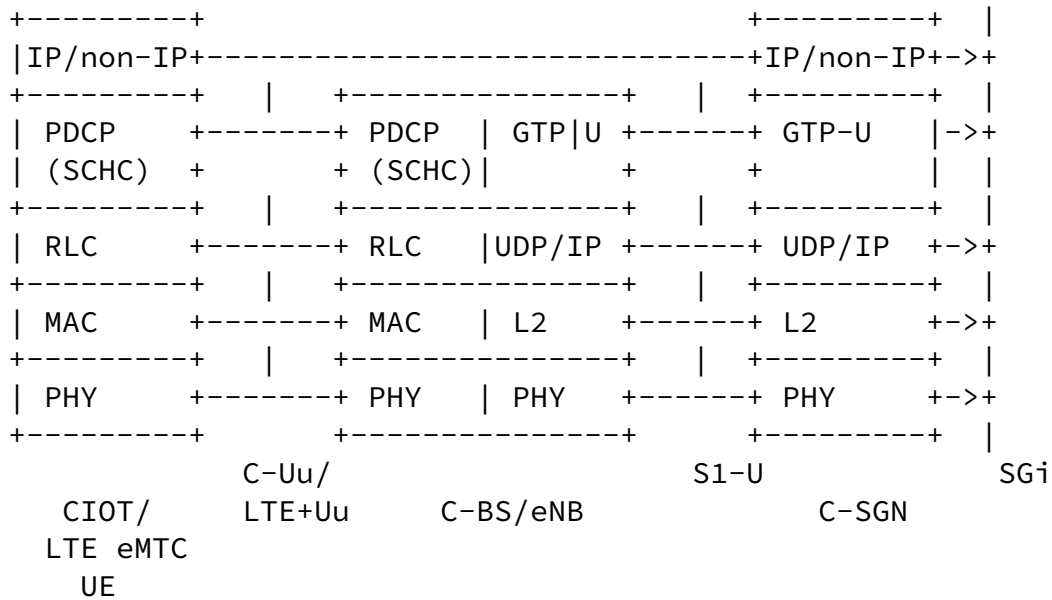 +---------+                                  +---------+  |
|IP/non-IP+----------------------------------+IP/non-IP+->+
+---------+   |   +---------------+   |  +---------+  |
| PDCP    +-------+ PDCP  | GTP|U +------+ GTP-U   |->+
| (SCHC)  +       + (SCHC)|       +      +         |  |
+---------+   |   +---------------+   |  +---------+  |
| RLC     +-------+ RLC   |UDP/IP +------+ UDP/IP  +->+
+---------+   |   +---------------+   |  +---------+  |
| MAC     +-------+ MAC   | L2    +------+ L2      +->+
+---------+   |   +---------------+   |  +---------+  |
| PHY     +-------+ PHY   | PHY   +------+ PHY     +->+
+---------+       +---------------+      +---------+  |
             C-Uu/                    S1-U             SGi
   CIOT/     LTE+Uu     C-BS/eNB             C-SGN
  LTE eMTC
    UE